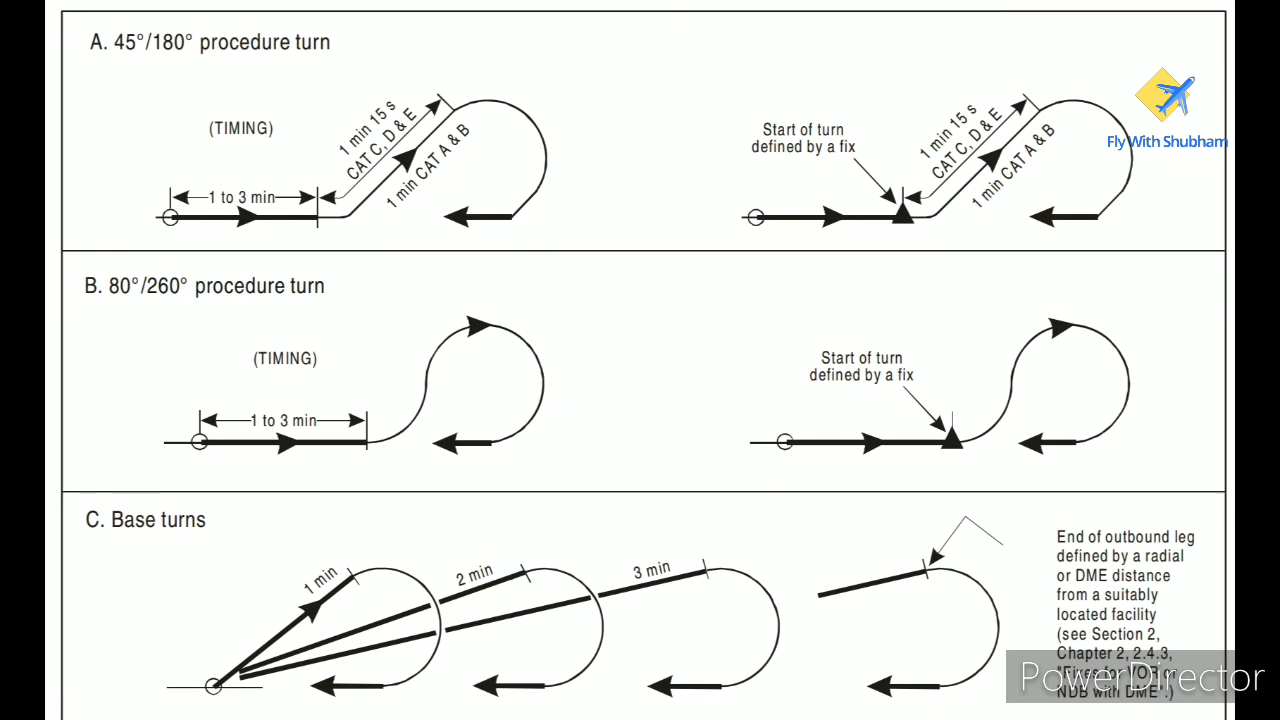 A. 45°/180° procedure turn
(TIMING)
1 to 3 min
1 min 15 s
CAT C, D & E
1 min CAT A & B
Start of turn
defined by a fix
1 min 15 s
CAT C, D & E
1 min CAT A & B
Fly With Shubham
B. 80°/260° procedure turn
(TIMING)
1 to 3 min
Start of turn
defined by a fix
C. Base turns
1 min
2 min
3 min
End of outbound leg
defined by a radial
or DME distance
from a suitably
located facility
(see Section 2,
Chapter 2, 2.4.3,
"Fixes for VOR or
NDB with DME".)
PowerDirector